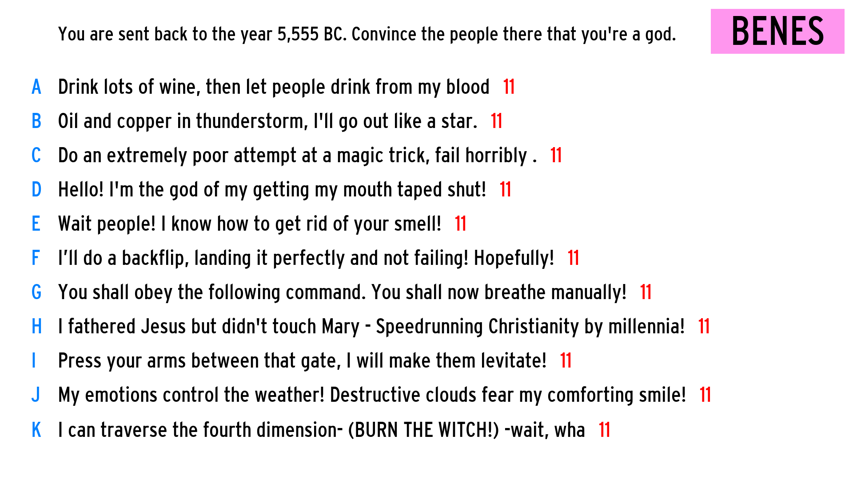 You are sent back to the year 5,555 BC. Convince the people there that you're a god.
BENES
A Drink lots of wine, then let people drink from my blood 11
B Oil and copper in thunderstorm, I'll go out like a star. 11
C Do an extremely poor attempt at a magic trick, fail horribly . 11
D Hello! I'm the god of my getting my mouth taped shut! 11
E Wait people! I know how to get rid of your smell! 11
F I’ll do a backflip, landing it perfectly and not failing! Hopefully! 11
G You shall obey the following command. You shall now breathe manually! 11
H I fathered Jesus but didn't touch Mary - Speedrunning Christianity by millennia! 11
I Press your arms between that gate, I will make them levitate! 11
J My emotions control the weather! Destructive clouds fear my comforting smile! 11
K I can traverse the fourth dimension- (BURN THE WITCH!) -wait, wha 11